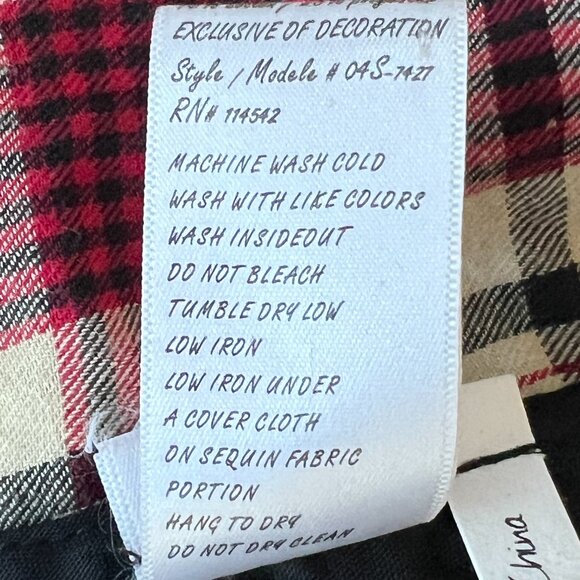 EXCLUSIVE OF DECORATION
Style / Modele # 04S-7427
RN# 114542
MACHINE WASH COLD
WASH WITH LIKE COLORS
WASH INSIDEOUT
DO NOT BLEACH
TUMBLE DRY LOW
LOW IRON
LOW IRON UNDER
A COVER CLOTH
ON SEQUIN FABRIC
PORTION
HANG TO DRY
DO NOT DRY CLEAN
China